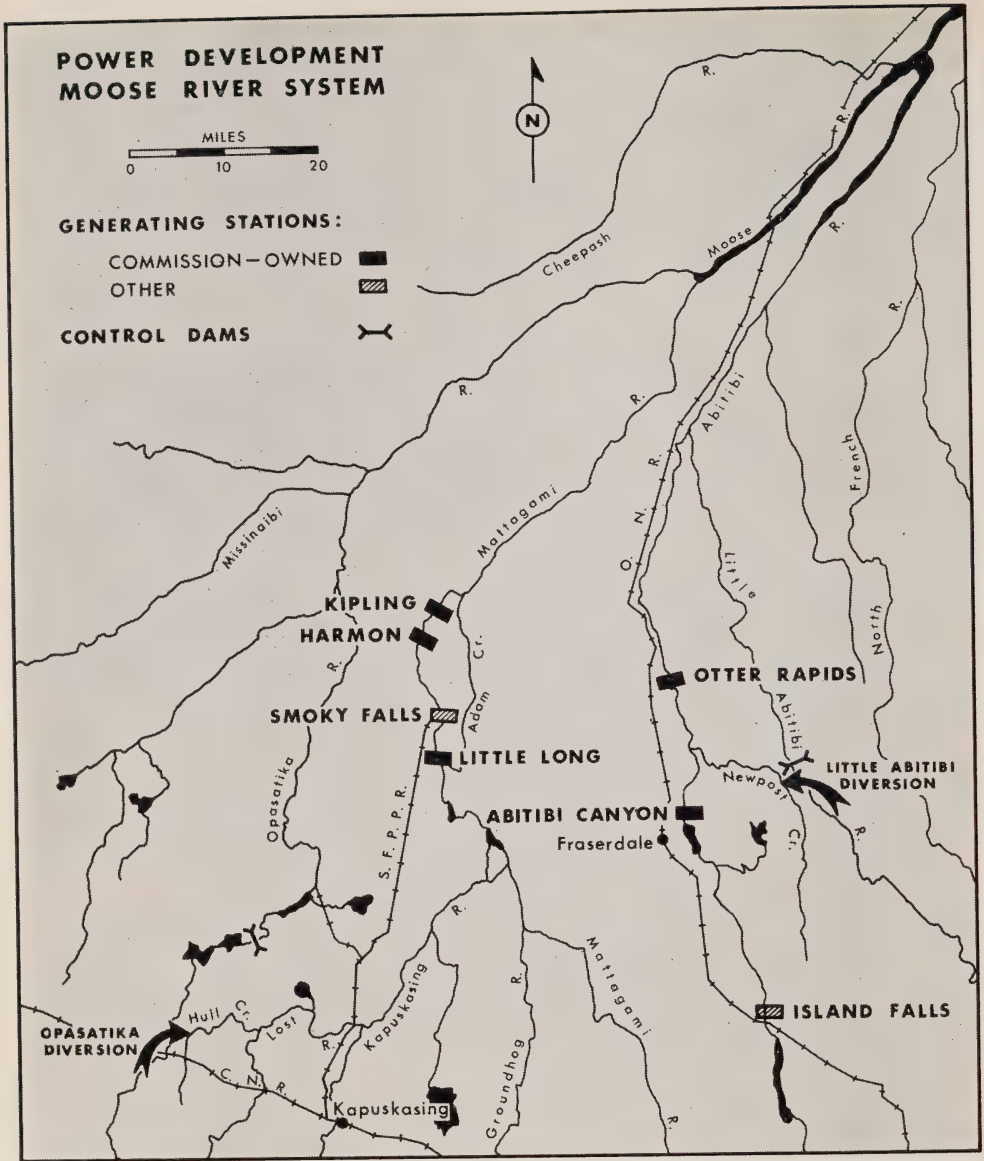 POWER DEVELOPMENT
MOOSE RIVER SYSTEM
MILES
0 10 20
N
GENERATING STATIONS:
COMMISSION—OWNED
OTHER
CONTROL DAMS
R.
Cheepash
Moose
R.
R.
R.
R.
R.
Abitibi
O. N. R.
French
North
Missinaibi
Mattagami
Little
Abitibi
KIPLING
HARMON
R.
Cr.
Adam
OTTER RAPIDS
SMOKY FALLS
LITTLE LONG
Opasatika
S. F. P. P. R.
Newpost
Cr.
LITTLE ABITIBI
DIVERSION
R.
ABITIBI CANYON
Fraserdale
R.
Kapuskasing
Mattagami
R.
Groundhog
R.
ISLAND FALLS
Hull
Cr.
Lost
R.
OPASATIKA
DIVERSION
C. N. R.
Kapuskasing